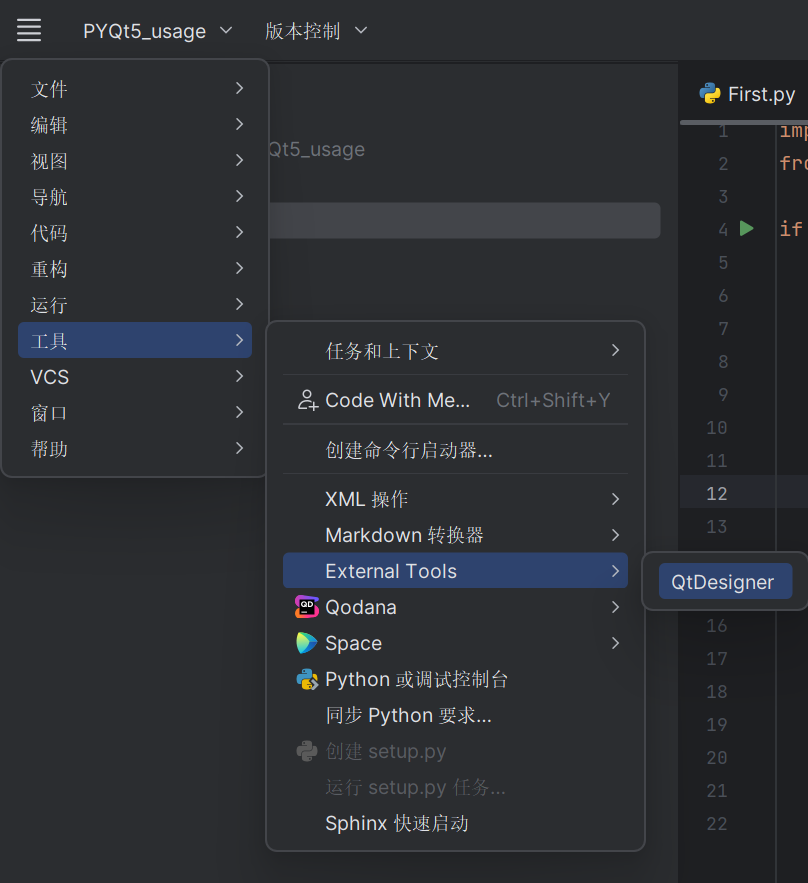 PYQt5_usage
版本控制
文件
编辑
视图
导航
代码
重构
运行
工具
VCS
窗口
帮助
Qt5_usage
任务和上下文
Code With Me... Ctrl+Shift+Y
创建命令行启动器...
XML 操作
Markdown 转换器
External Tools
QD
Qodana
Space
Python 或调试控制台
同步 Python 要求...
创建 setup.py
运行 setup.py 任务...
Sphinx 快速启动
QtDesigner
First.py
1 imp
2 fro
3
4 if
5
6
7
8
9
10
11
12
13
16
17
18
19
20
21
22